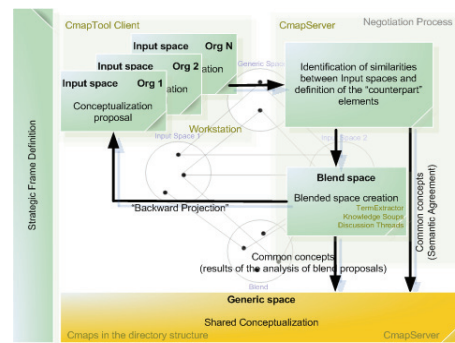 CmapTool Client
CmapServer
Negotiation Process
Input space Org N
ation
Generic Space
Input space Org 2
ation
Input space Org 1
Conceptualization
proposal
Identification of similarities
between Input spaces and
definition of the "counterpart"
elements
Workstation
Input Space 1
Input space 2
Strategic Frame Definition
Blend space
Blended space creation
TermExtractor
Knowledge Soups
Discussion Threads
"Backward Projection"
Common concepts
(Semantic Agreement)
Common concepts
(results of the analysis of blend proposals)
Blend
Generic space
Shared Conceptualization
Cmaps in the directory structure
CmapServer